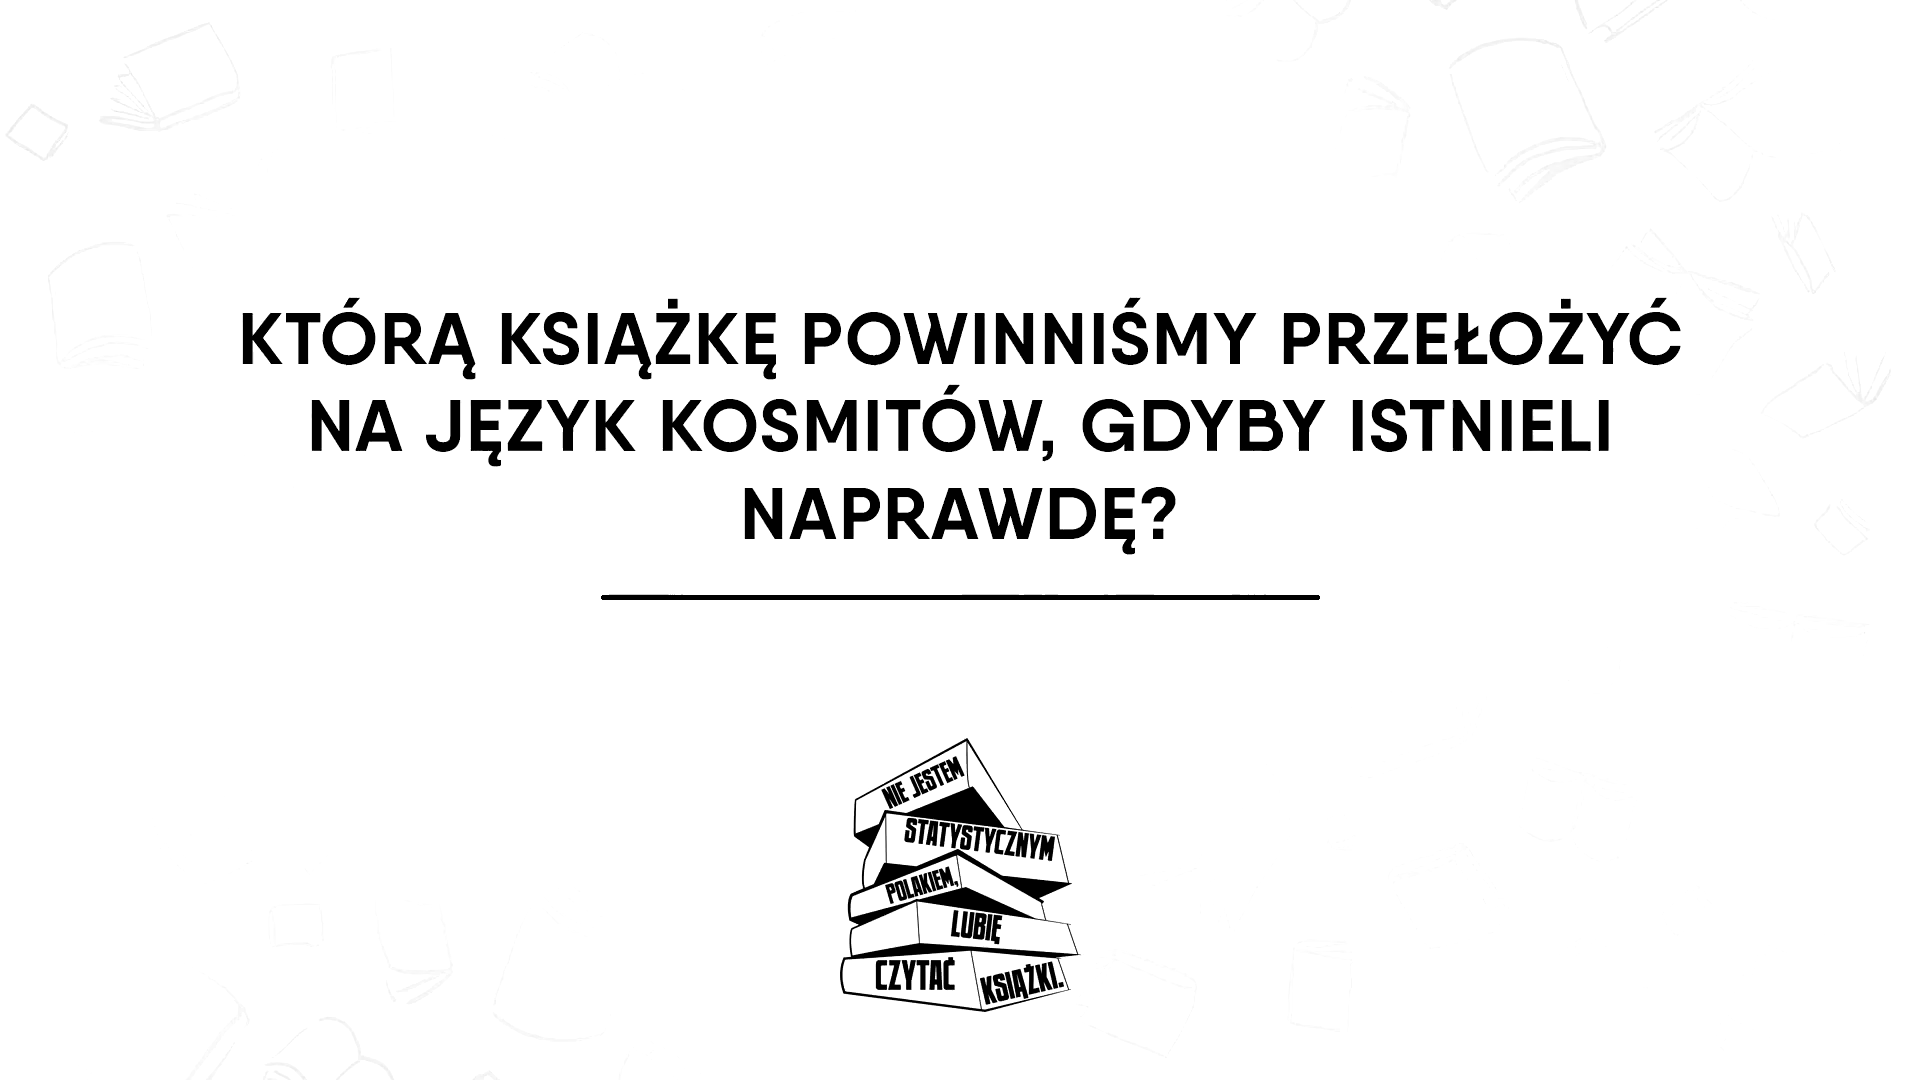 KTÓRĄ KSIĄŻKĘ POWINNIŚMY PRZEŁOŻYĆ
NA JĘZYK KOSMITÓW, GDYBY ISTNIELI
NAPRAWDĘ?
NIE JESTEM
STATYSTYCZNYM
POLAKIEM,
LUBIĘ
CZYTAĆ KSIĄŻKI.